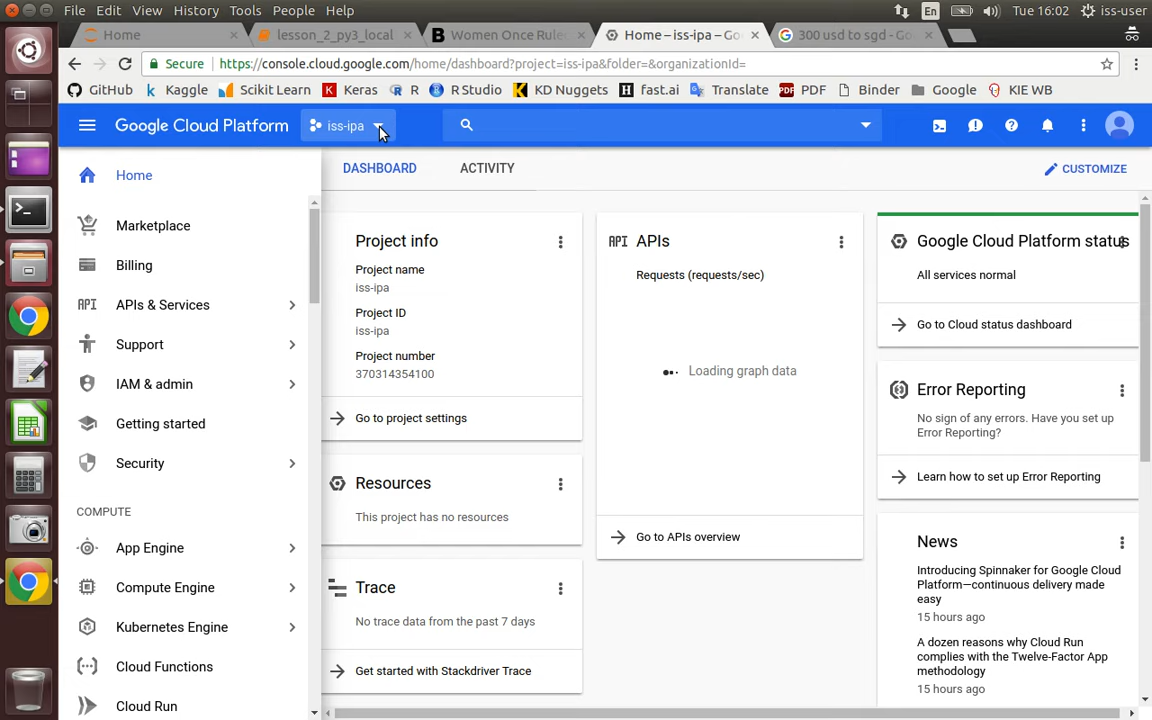 File Edit View History Tools People Help
En
Tue 16:02
iss-user
Home
lesson_2_py3_local
Women Once Rule
Home – iss-ipa – Go
300 usd to sgd - Go
Secure
https://console.cloud.google.com/home/dashboard?project=iss-ipa&folder=&organizationId=
GitHub
Kaggle
Scikit Learn
Keras
R
R Studio
KD Nuggets
fast.ai
Translate
PDF
PDF
Binder
Google
KIE WB
Google Cloud Platform
iss-ipa
DASHBOARD
ACTIVITY
CUSTOMIZE
Home
Marketplace
Billing
API APIs & Services
Support
IAM & admin
Getting started
Security
COMPUTE
App Engine
Compute Engine
Kubernetes Engine
Cloud Functions
Cloud Run
Project info
Project name
iss-ipa
Project ID
iss-ipa
Project number
370314354100
Go to project settings
Resources
This project has no resources
Trace
No trace data from the past 7 days
Get started with Stackdriver Trace
API APIs
Requests (requests/sec)
Loading graph data
Go to APIs overview
Google Cloud Platform status
All services normal
Go to Cloud status dashboard
Error Reporting
No sign of any errors. Have you set up
Error Reporting?
Learn how to set up Error Reporting
News
Introducing Spinnaker for Google Cloud
Platform—continuous delivery made
easy
15 hours ago
A dozen reasons why Cloud Run
complies with the Twelve-Factor App
methodology
15 hours ago